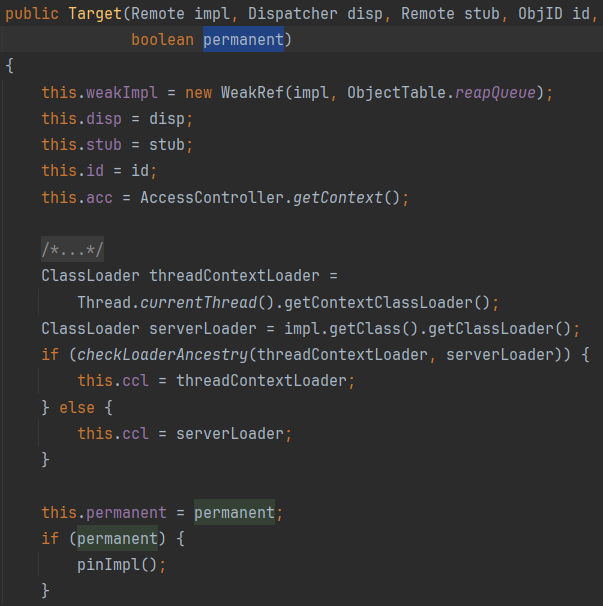 public Target(Remote impl, Dispatcher disp, Remote stub, ObjID id,
              boolean permanent)
{
    this.weakImpl = new WeakRef(impl, ObjectTable.reapQueue);
    this.disp = disp;
    this.stub = stub;
    this.id = id;
    this.acc = AccessController.getContext();

    /*...*/
    ClassLoader threadContextLoader =
        Thread.currentThread().getContextClassLoader();
    ClassLoader serverLoader = impl.getClass().getClassLoader();
    if (checkLoaderAncestry(threadContextLoader, serverLoader)) {
        this.ccl = threadContextLoader;
    } else {
        this.ccl = serverLoader;
    }

    this.permanent = permanent;
    if (permanent) {
        pinImpl();
    }